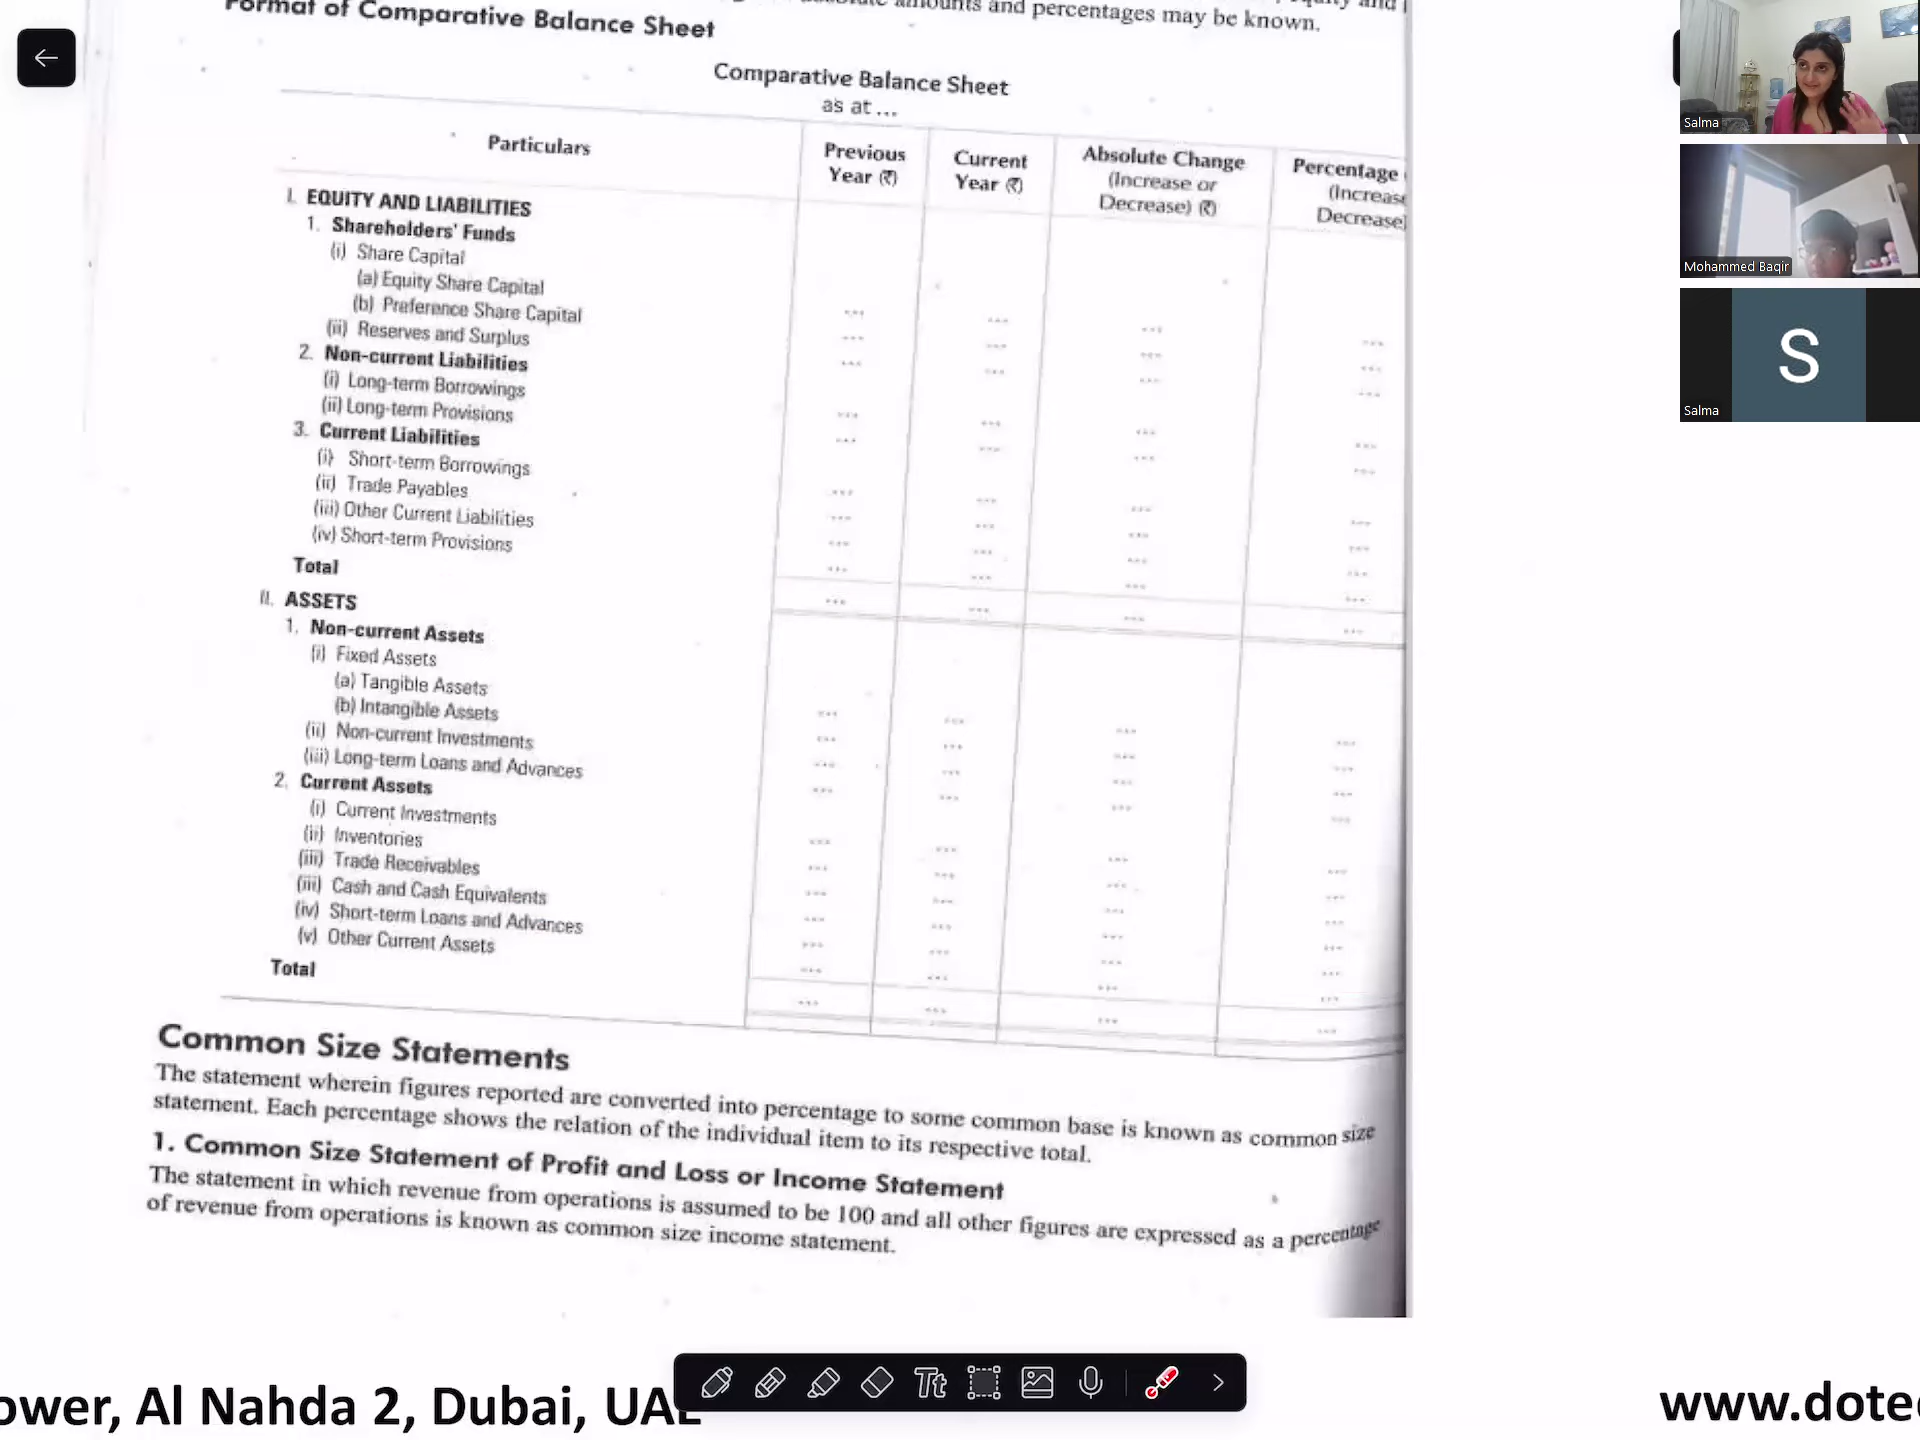 amounts and percentages may be known.
Format of Comparative Balance Sheet
Comparative Balance Sheet
as at ...
Particulars
Previous Year (₹)
Current Year (₹)
Absolute Change (Increase or Decrease) (₹)
Percentage
(Increase
Decrease)
I. EQUITY AND LIABILITIES
1. Shareholders' Funds
(i) Share Capital
(a) Equity Share Capital
(b) Preference Share Capital
(ii) Reserves and Surplus
2. Non-current Liabilities
(i) Long-term Borrowings
(ii) Long-term Provisions
3. Current Liabilities
(i) Short-term Borrowings
(ii) Trade Payables
(iii) Other Current Liabilities
(iv) Short-term Provisions
Total
II. ASSETS
1. Non-current Assets
(i) Fixed Assets
(a) Tangible Assets
(b) Intangible Assets
(ii) Non-current Investments
(iii) Long-term Loans and Advances
2. Current Assets
(i) Current Investments
(ii) Inventories
(iii) Trade Receivables
(iii) Cash and Cash Equivalents
(iv) Short-term Loans and Advances
(v) Other Current Assets
Total
Common Size Statements
The statement wherein figures reported are converted into percentage to some common base is known as common size
statement. Each percentage shows the relation of the individual item to its respective total.
1. Common Size Statement of Profit and Loss or Income Statement
The statement in which revenue from operations is assumed to be 100 and all other figures are expressed as a percentage
of revenue from operations is known as common size income statement.
ower, Al Nahda 2, Dubai, UAE
www.dote
Tt
Salma
Mohammed Baqir
S
Salma